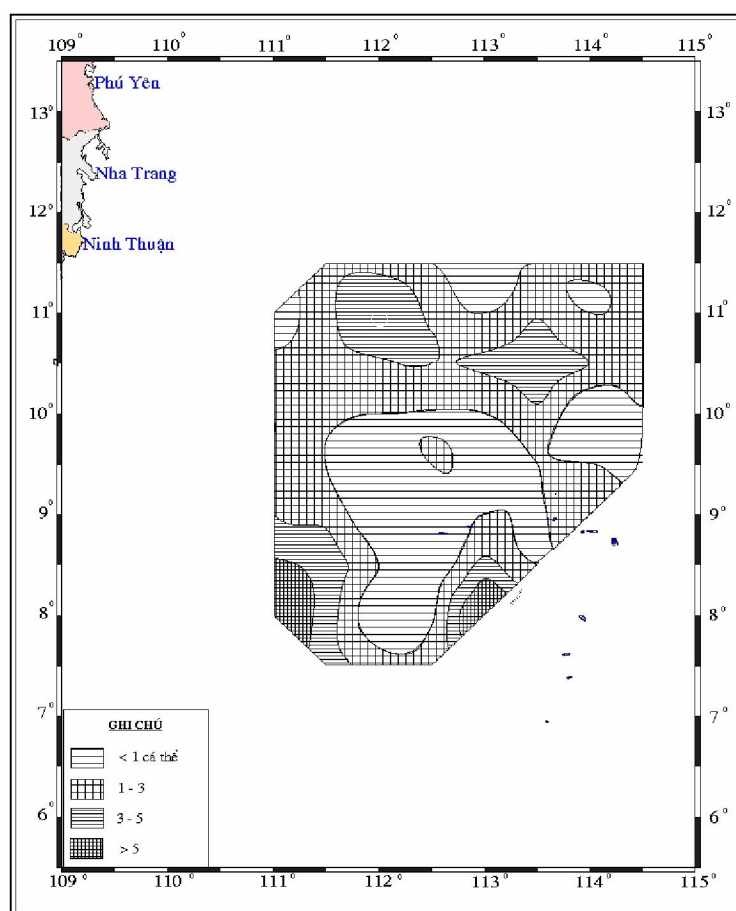 109° 110° 111° 112° 113° 114° 115°
Phú Yên
13° 13°
Nha Trang
12° 12°
Ninh Thuận
11° 11°
10° 10°
9° 9°
8° 8°
7° 7°
GHI CHÚ
< 1 cá thể
1 - 3
6° 6°
3 - 5
> 5
109° 110° 111° 112° 113° 114° 115°